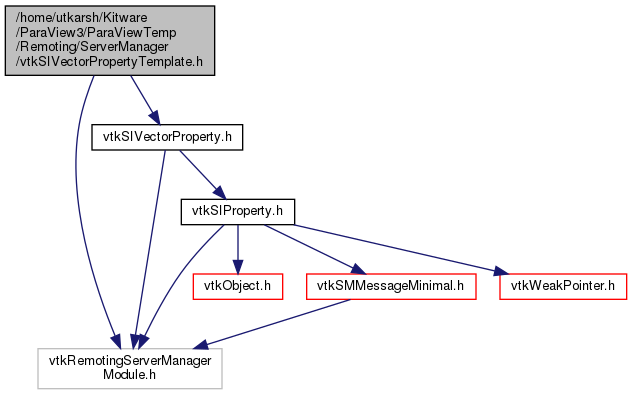 /home/utkarsh/Kitware
/ParaView3/ParaViewTemp
/Remoting/ServerManager
/vtkSIVectorPropertyTemplate.h
vtkSIVectorProperty.h
vtkSIProperty.h
vtkObject.h
vtkSMMessageMinimal.h
vtkWeakPointer.h
vtkRemotingServerManager
Module.h